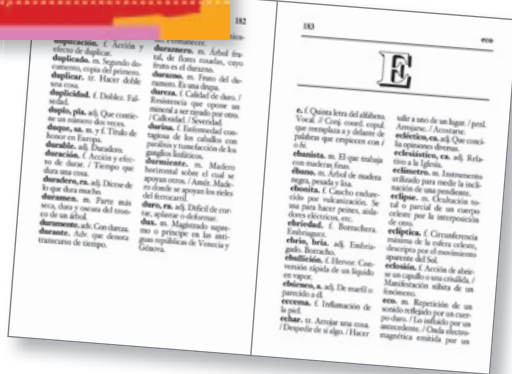 182
duplicación. f. Acción y
efecto de duplicar.
duplicado. m. Segundo do-
cumento, copia del primero.
duplicar. tr. Hacer doble
una cosa.
duplicidad. f. Doblez. Fal-
sedad.
duplo, pla. adj. Que contie-
ne un número dos veces.
duque, sa. m. y f. Título de
honor en Europa.
durable. adj. Duradero.
duración. f. Acción y efec-
to de durar. / Tiempo que
dura una cosa.
duradero, ra. adj. Dícese de
lo que dura mucho.
duramen. m. Parte más
seca, dura y oscura del tron-
co de un árbol.
duramente. adv. Con dureza.
durante. Adv. que denota
transcurso de tiempo.
duraznero. m. Árbol fru-
tal, de flores rosadas, cuyo
fruto es el durazno.
durazno. m. Fruto del du-
raznero. Es una drupa.
dureza. f. Calidad de duro. /
Resistencia que opone un
mineral a ser rayado por otro.
/ Callosidad. / Severidad.
durina. f. Enfermedad con-
tagiosa de los caballos con
parálisis y tumefacción de los
ganglios linfáticos.
durmiente. m. Madero
horizontal sobre el cual se
apoyan otros. / Amér. Made-
ro donde se apoyan los rieles
del ferrocarril.
duro, ra. adj. Difícil de cor-
tar, aplastar o deformar.
dux. m. Magistrado supre-
mo o príncipe en las anti-
guas repúblicas de Venecia y
Génova.
183
eco
E
e. f. Quinta letra del alfabeto.
Vocal. / Conj. coord. copul.
que reemplaza a y delante de
palabras que empiecen con i
o hi.
ebanista. m. El que trabaja
con maderas finas.
ébano. m. Árbol de madera
negra, pesada y lisa.
ebonita. f. Caucho endure-
cido por vulcanización. Se
usa para hacer peines, aisla-
dores eléctricos, etc.
ebriedad. f. Borrachera.
Embriaguez.
ebrio, bria. adj. Embria-
gado. Borracho.
ebullición. f. Hervor. Con-
versión rápida de un líquido
en vapor.
ebúrneo, a. adj. De marfil o
parecido a él.
eccema. f. Inflamación de
la piel.
echar. tr. Arrojar una cosa.
/ Despedir de sí algo. / Hacer
salir a uno de un lugar. / prnl.
Arrojarse. / Acostarse.
ecléctico, ca. adj. Que conci-
lia opiniones diversas.
eclesiástico, ca. adj. Rela-
tivo a la Iglesia.
eclímetro. m. Instrumento
utilizado para medir la incli-
nación de una pendiente.
eclipse. m. Ocultación to-
tal o parcial de un cuerpo
celeste por la interposición
de otro.
eclíptica. f. Circunferencia
máxima de la esfera celeste,
descripta por el movimiento
aparente del Sol.
eclosión. f. Acción de abrir-
se un capullo o una crisálida. /
Manifestación súbita de un
fenómeno.
eco. m. Repetición de un
sonido reflejado por un cuer-
po duro. / Lo influido por un
antecedente. / Onda electro-
magnética emitida por un